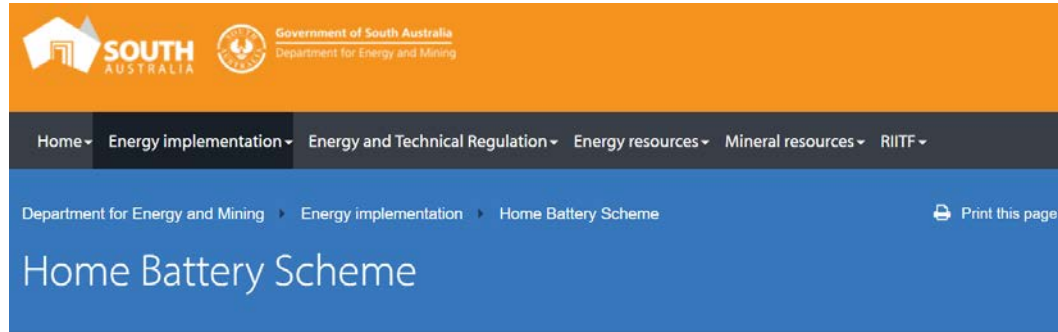 SOUTH
AUSTRALIA
Government of South Australia
Department for Energy and Mining
Home Energy implementation Energy and Technical Regulation Energy resources Mineral resources RIITF
Department for Energy and Mining Energy implementation Home Battery Scheme Print this page
Home Battery Scheme